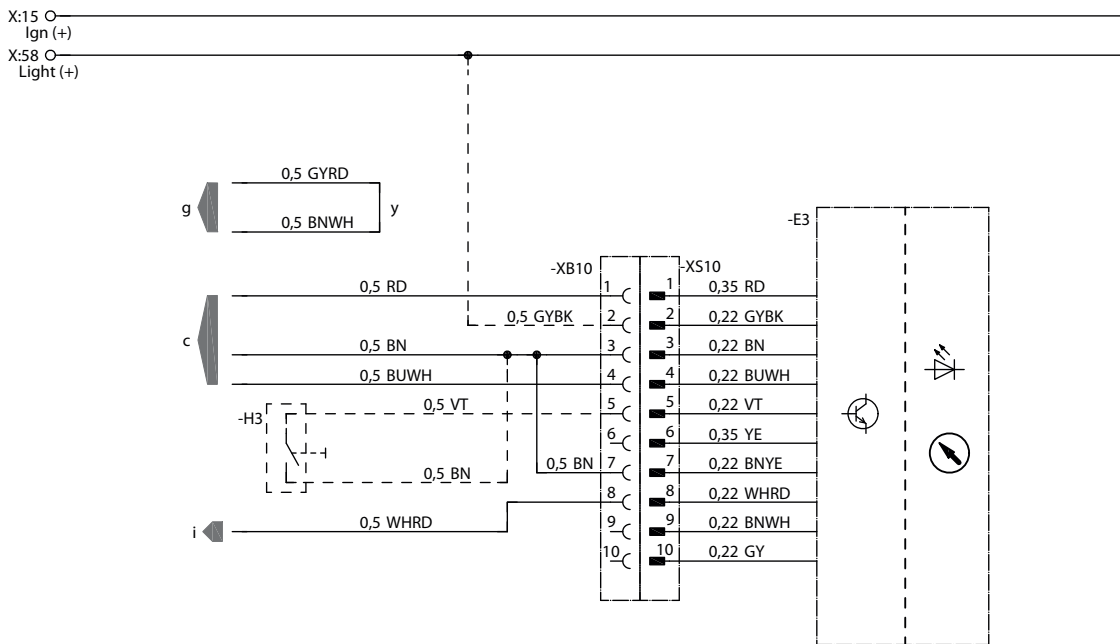 X:15
Ign (+)
X:58
Light (+)
0,5 GYRD
g
y
0,5 BNWH
-E3
-XB10
-XS10
0,5 RD
1
1
0,35 RD
0,5 GYBK
2
2
0,22 GYBK
c
0,5 BN
3
3
0,22 BN
0,5 BUWH
4
4
0,22 BUWH
-H3
0,5 VT
5
5
0,22 VT
6
6
0,35 YE
0,5 BN
0,5 BN
7
7
0,22 BNYE
8
8
0,22 WHRD
i
0,5 WHRD
9
9
0,22 BNWH
10
10
0,22 GY